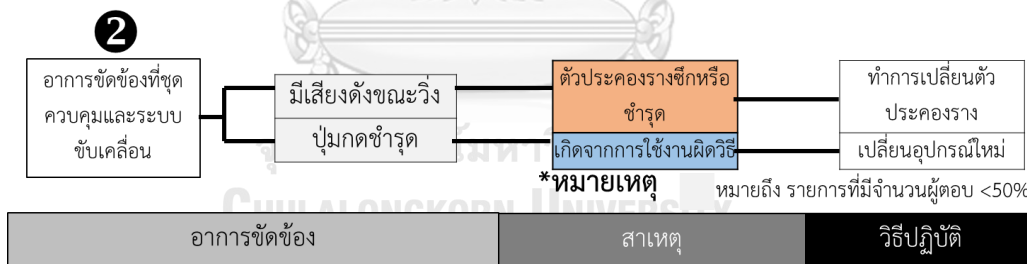 2
อาการขัดข้องที่ชุด
ควบคุมและระบบ
ขับเคลื่อน
มีเสียงดังขณะวิ่ง
ปุ่มกดชำรุด
ตัวประคองรางซึกหรือ
ชำรุด
เกิดจากการใช้งานผิดวิธี
ทำการเปลี่ยนตัว
ประคองราง
เปลี่ยนอุปกรณ์ใหม่
*หมายเหตุ
หมายถึง รายการที่มีจำนวนผู้ตอบ <50%
CHULALONGKORN UNIVERSITY
อาการขัดข้อง
สาเหตุ
วิธีปฏิบัติ